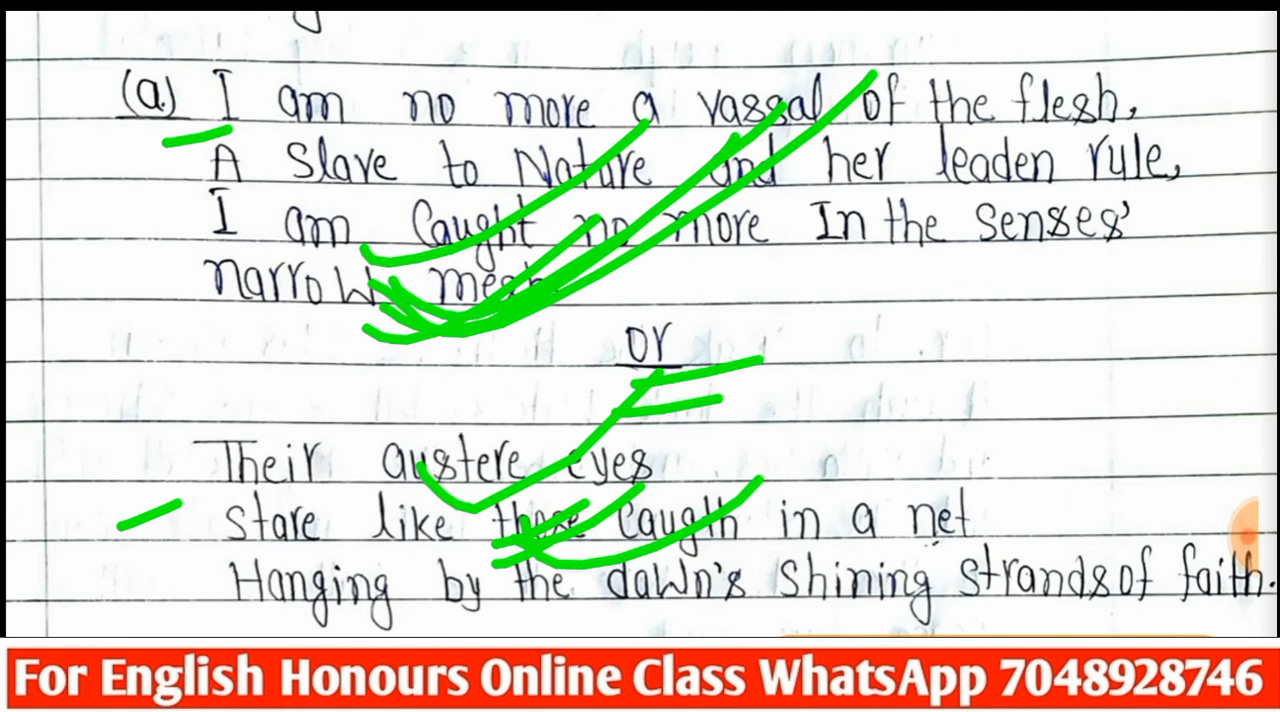 (a) I am no more a vassal of the flesh,
A Slave to Nature and her leaden rule,
I am Caught no more In the senses'
narrow mesh
or
Their austere eyes
Stare like those Caugth in a net
Hanging by the dawn's Shining Strands of faith.
For English Honours Online Class WhatsApp 7048928746